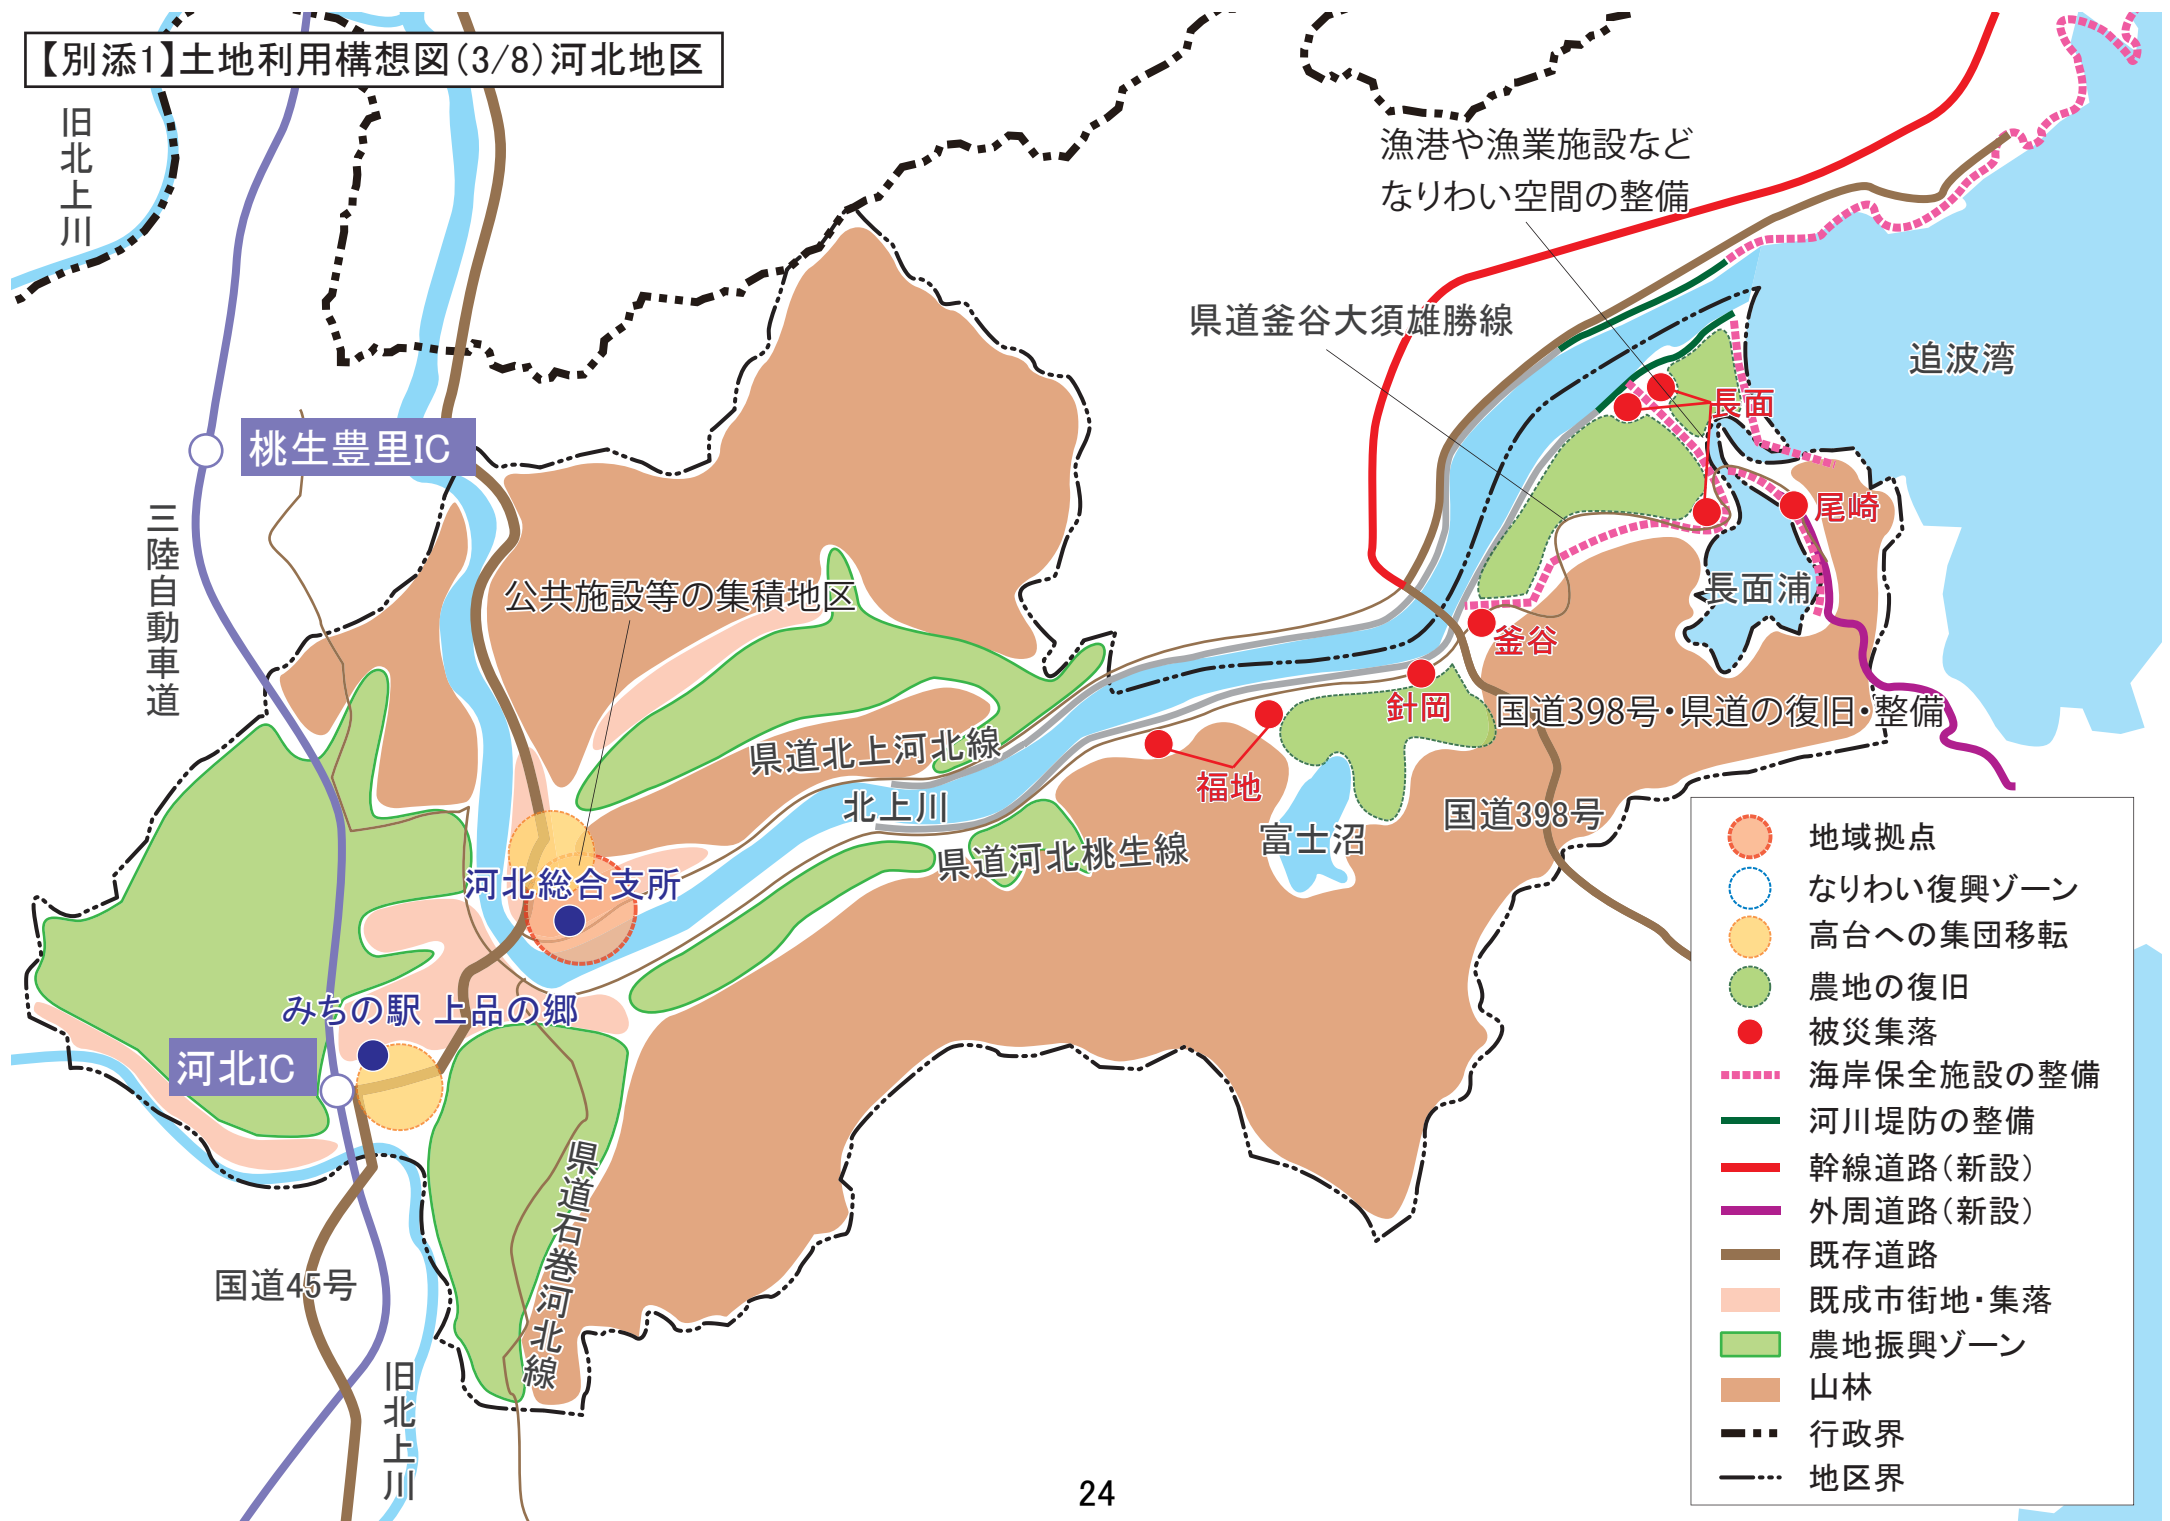 【別添1】土地利用構想図(3/8)河北地区
旧北上川
漁港や漁業施設など
なりわい空間の整備
県道釜谷大須雄勝線
追波湾
長面
桃生豊里IC
三陸自動車道
尾崎
公共施設等の集積地区
長面浦
釜谷
針岡
国道398号・県道の復旧・整備
県道北上河北線
福地
北上川
富士沼
国道398号
県道河北桃生線
河北総合支所
みちの駅 上品の郷
河北IC
県道石巻河北線
国道45号
旧北上川
地域拠点
なりわい復興ゾーン
高台への集団移転
農地の復旧
被災集落
海岸保全施設の整備
河川堤防の整備
幹線道路(新設)
外周道路(新設)
既存道路
既成市街地・集落
農地振興ゾーン
山林
行政界
地区界
24